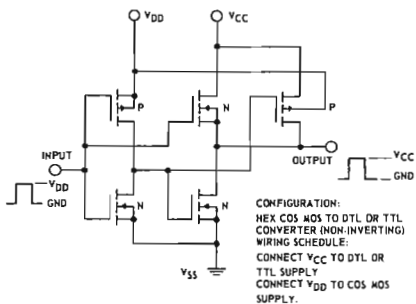 VDD
VCC
P
N
P
INPUT
OUTPUT
VDD
GND
N
N
VCC
GND
VSS
CONFIGURATION:
HEX COS MOS TO DTL OR TTL
CONVERTER (NON-INVERTING)
WIRING SCHEDULE:
CONNECT VCC TO DTL OR
TTL SUPPLY
CONNECT VDD TO COS MOS
SUPPLY.